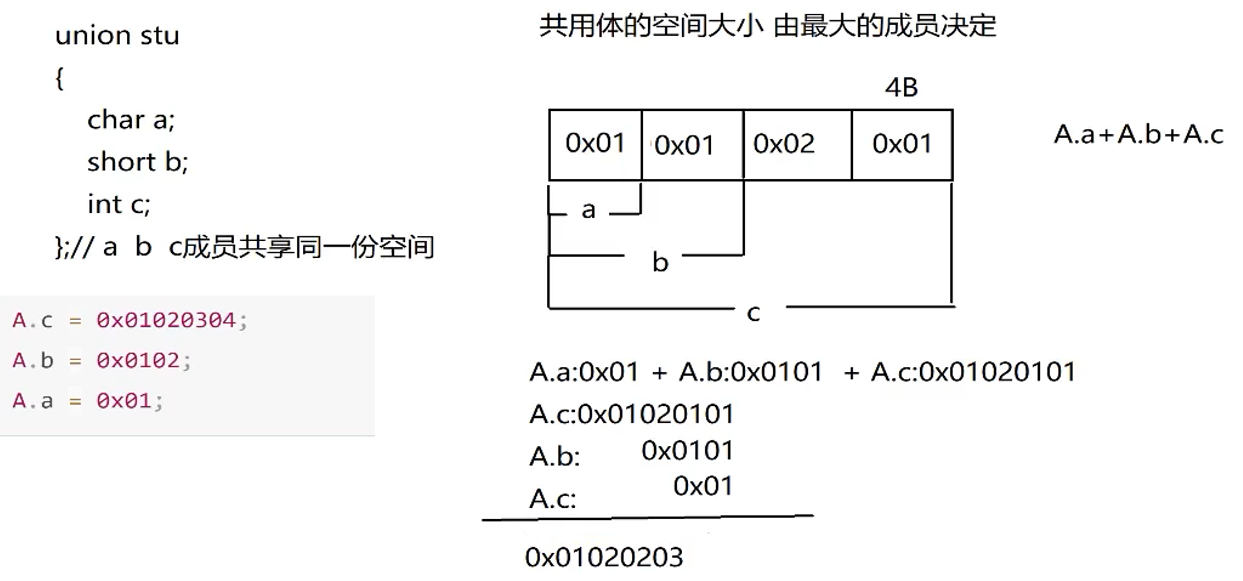 union stu
{
char a;
short b;
int c;
};// a b c成员共享同一份空间
A.c = 0x01020304;
A.b = 0x0102;
A.a = 0x01;
共用体的空间大小 由最大的成员决定
4B
0x01 0x01 0x02 0x01
A.a+A.b+A.c
a
b
c
A.a:0x01 + A.b:0x0101 + A.c:0x01020101
A.c:0x01020101
A.b: 0x0101
A.c: 0x01
0x01020203